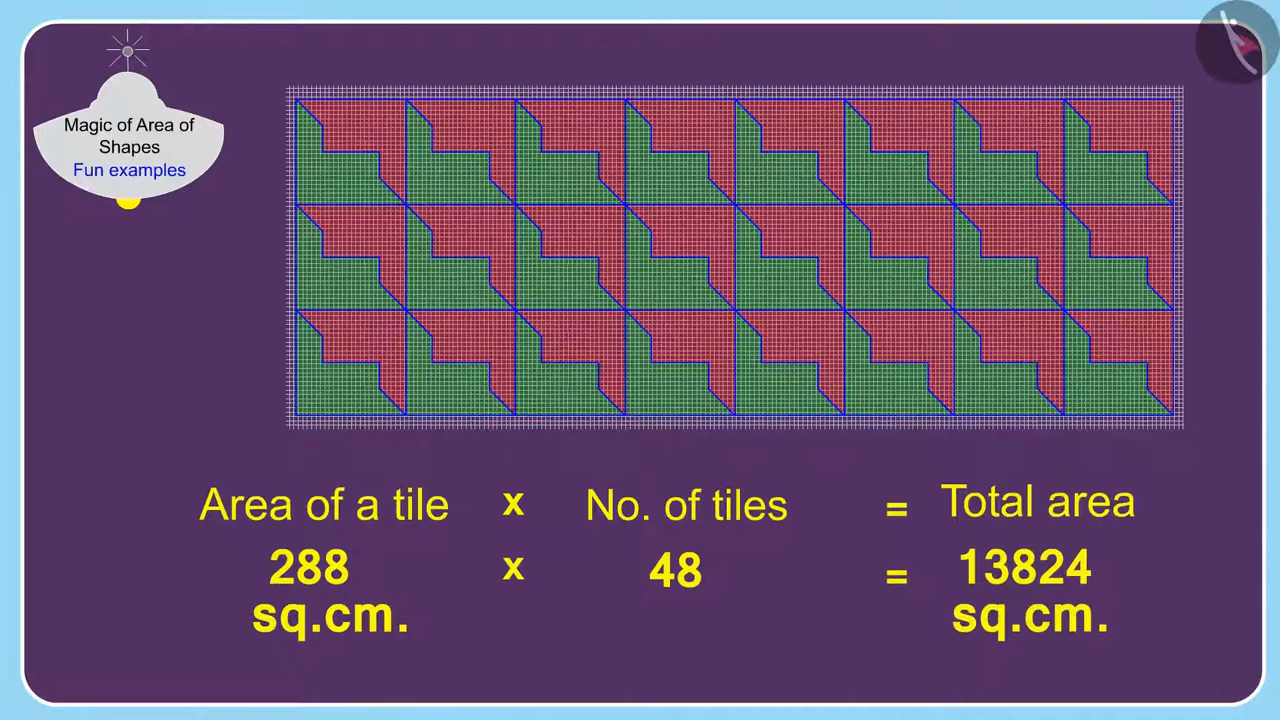 Magic of Area of
Shapes
Fun examples
Area of a tile x No. of tiles = Total area
288 x 48 = 13824
sq.cm. sq.cm.